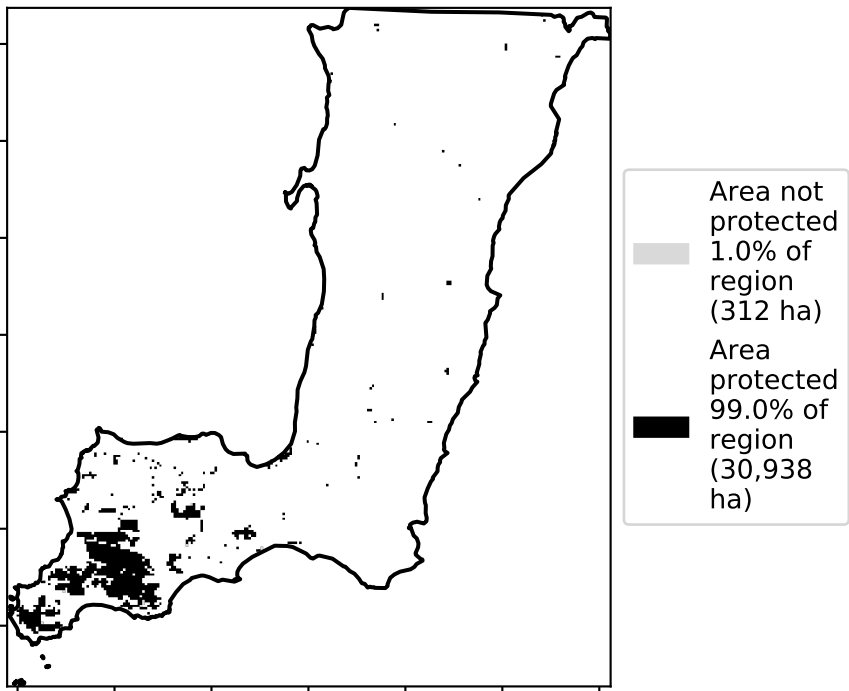 Area not
protected
1.0% of
region
(312 ha)
Area
protected
99.0% of
region
(30,938
ha)